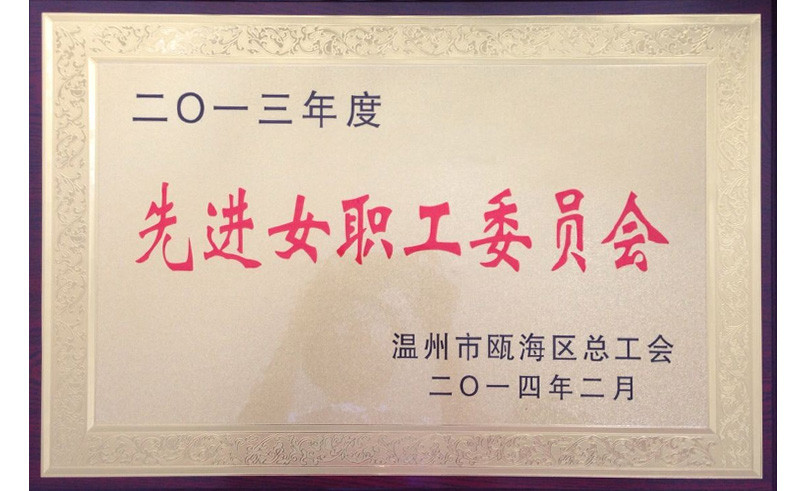 二〇一三年度
先进女职工委员会
温州市瓯海区总工会
二〇一四年二月